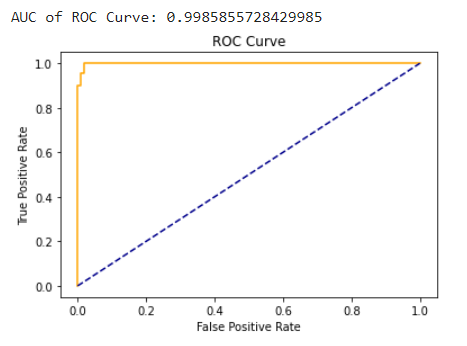 AUC of ROC Curve: 0.9985855728429985
ROC Curve
1.0
0.8
0.6
0.4
0.2
0.0
True Positive Rate
0.0 0.2 0.4 0.6 0.8 1.0
False Positive Rate